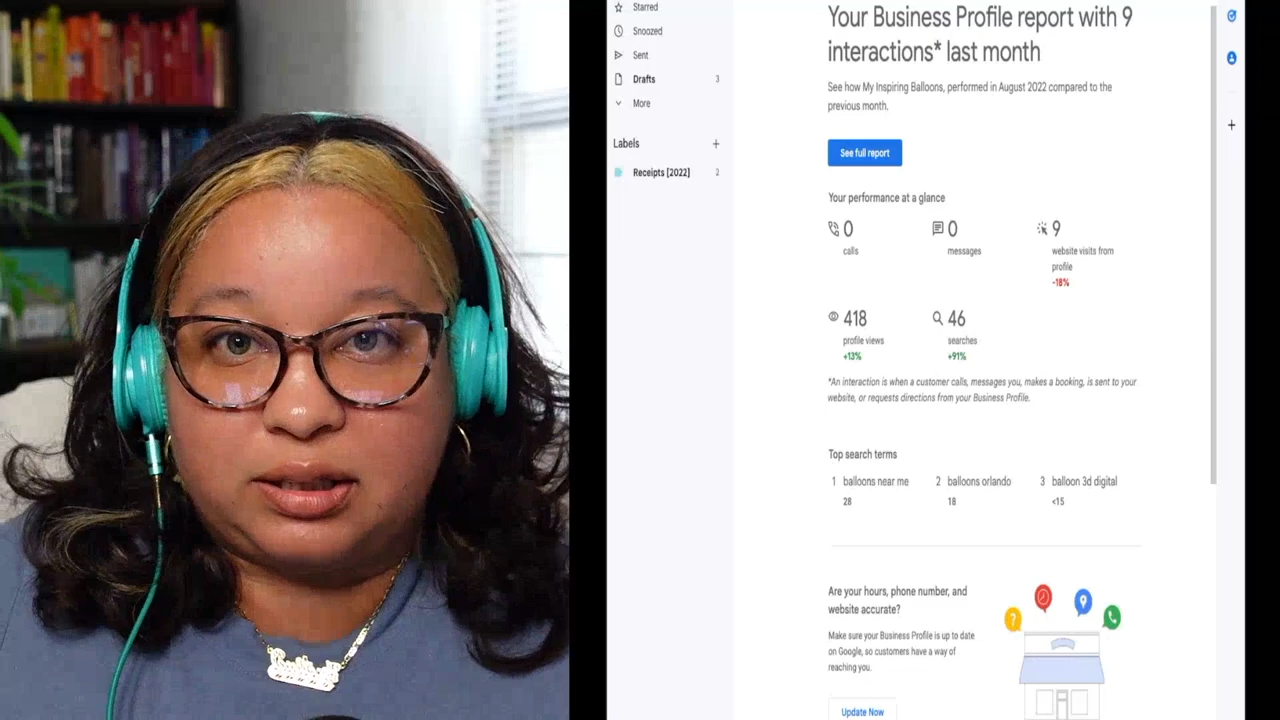 Starred
Snoozed
Sent
Drafts 3
More
Labels +
Receipts [2022] 2
Your Business Profile report with 9
interactions* last month
See how My Inspiring Balloons, performed in August 2022 compared to the
previous month.
See full report
Your performance at a glance
0 0 9
calls messages website visits from
profile
-18%
418 46
profile views searches
+13% +91%
*An interaction is when a customer calls, messages you, makes a booking, is sent to your
website, or requests directions from your Business Profile.
Top search terms
1 balloons near me 2 balloons orlando 3 balloon 3d digital
28 18 <15
Are your hours, phone number, and
website accurate?
Make sure your Business Profile is up to date
on Google, so customers have a way of
reaching you.
?
Update Now